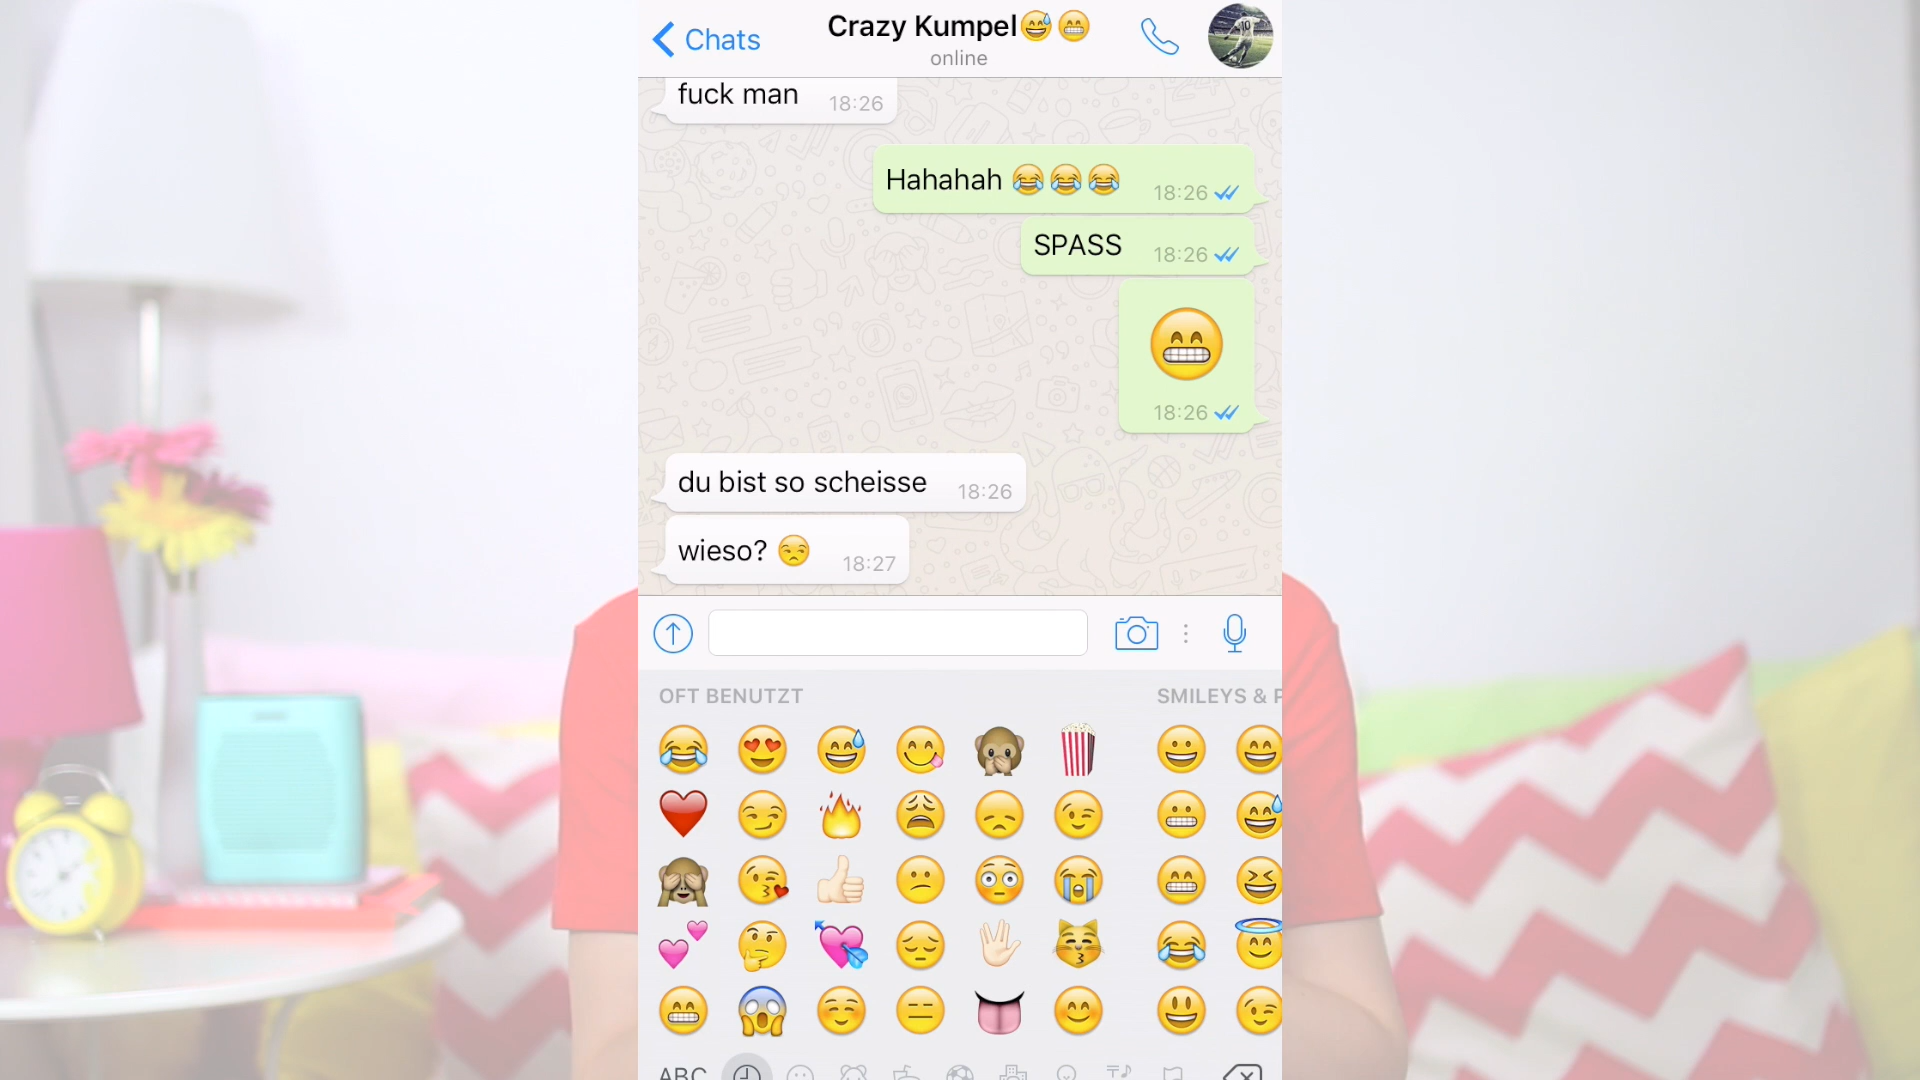 Chats
Crazy Kumpel😅😁
online
fuck man 18:26
Hahahah 😂😂😂 18:26
SPASS 18:26
😁
18:26
du bist so scheisse 18:26
wieso? 😒 18:27
OFT BENUTZT
SMILEYS & P
ABC